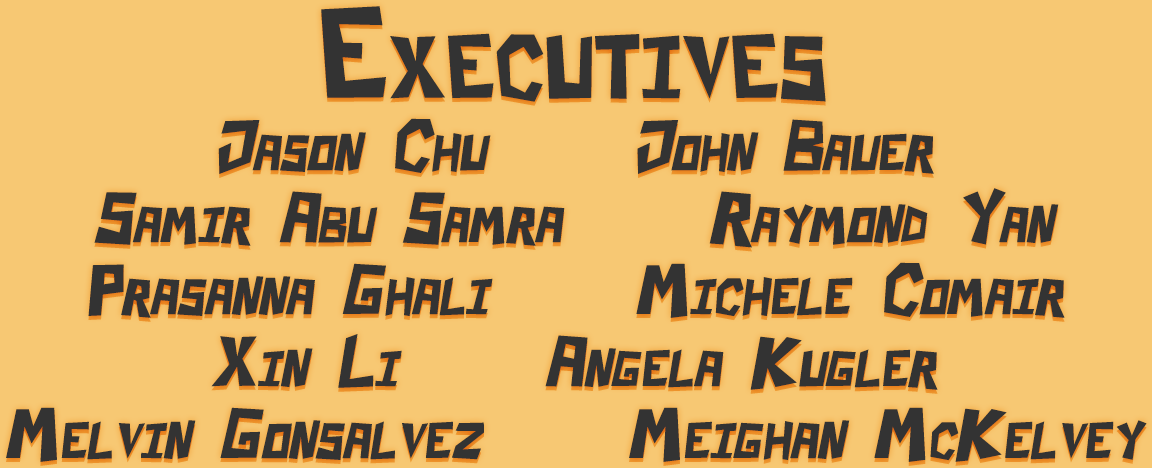 Executives
Jason Chu John Bauer
Samir Abu Samra Raymond Yan
Prasanna Ghali Michele Comair
Xin Li Angela Kugler
Melvin Gonsalvez Meighan McKelvey